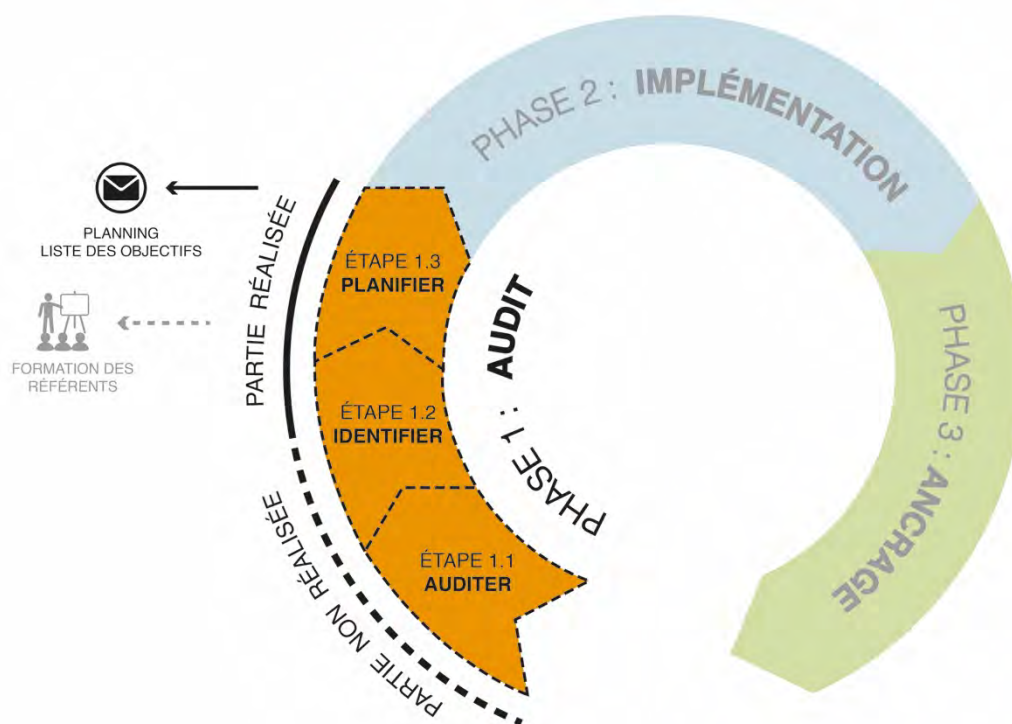 PHASE 2 : IMPLÉMENTATION
PLANNING
LISTE DES OBJECTIFS
FORMATION DES
RÉFÉRENTS
PARTIE RÉALISÉE
ÉTAPE 1.3
PLANIFIER
ÉTAPE 1.2
IDENTIFIER
PHASE 1 : AUDIT
PARTIE NON RÉALISÉE
ÉTAPE 1.1
AUDITER
PHASE 3 : ANCRAGE